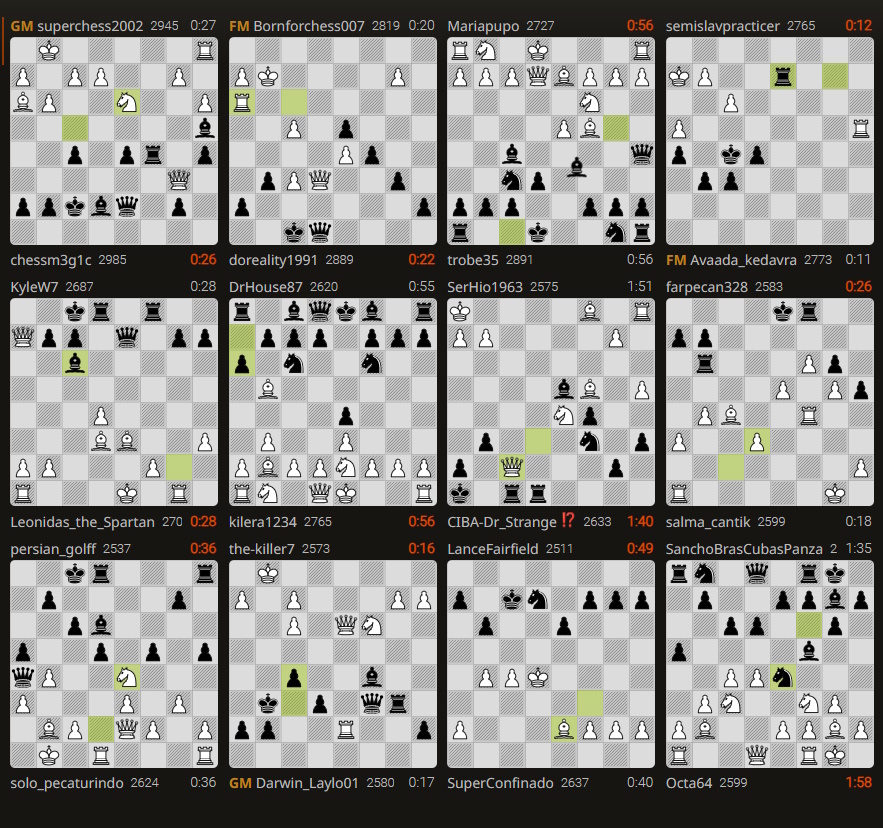 GM superchess2002 2945 0:27
FM Bornforchess007 2819 0:20
Mariapupo 2727 0:56
semislavpracticer 2765 0:12
chessm3g1c 2985 0:26
doreality1991 2889 0:22
trobe35 2891 0:56
FM Avaada_kedavra 2773 0:11
KyleW7 2687 0:28
DrHouse87 2620 0:55
SerHio1963 2575 1:51
farpecan328 2583 0:26
Leonidas_the_Spartan 270 0:28
kilera1234 2765 0:56
CIBA-Dr_Strange ⁉ 2633 1:40
salma_cantik 2599 0:18
persian_golff 2537 0:36
the-killer7 2573 0:16
LanceFairfield 2511 0:49
SanchoBrasCubasPanza 2 1:35
solo_pecaturindo 2624 0:36
GM Darwin_Laylo01 2580 0:17
SuperConfinado 2637 0:40
Octa64 2599 1:58